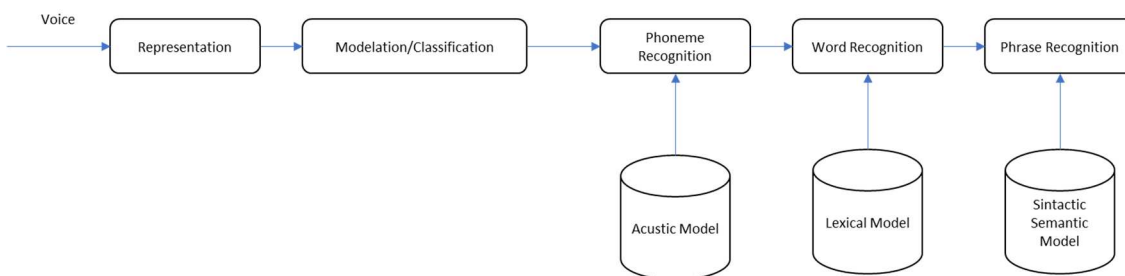 Voice
Representation
Modelation/Classification
Phoneme
Recognition
Word Recognition
Phrase Recognition
Acustic Model
Lexical Model
Sintactic
Semantic
Model